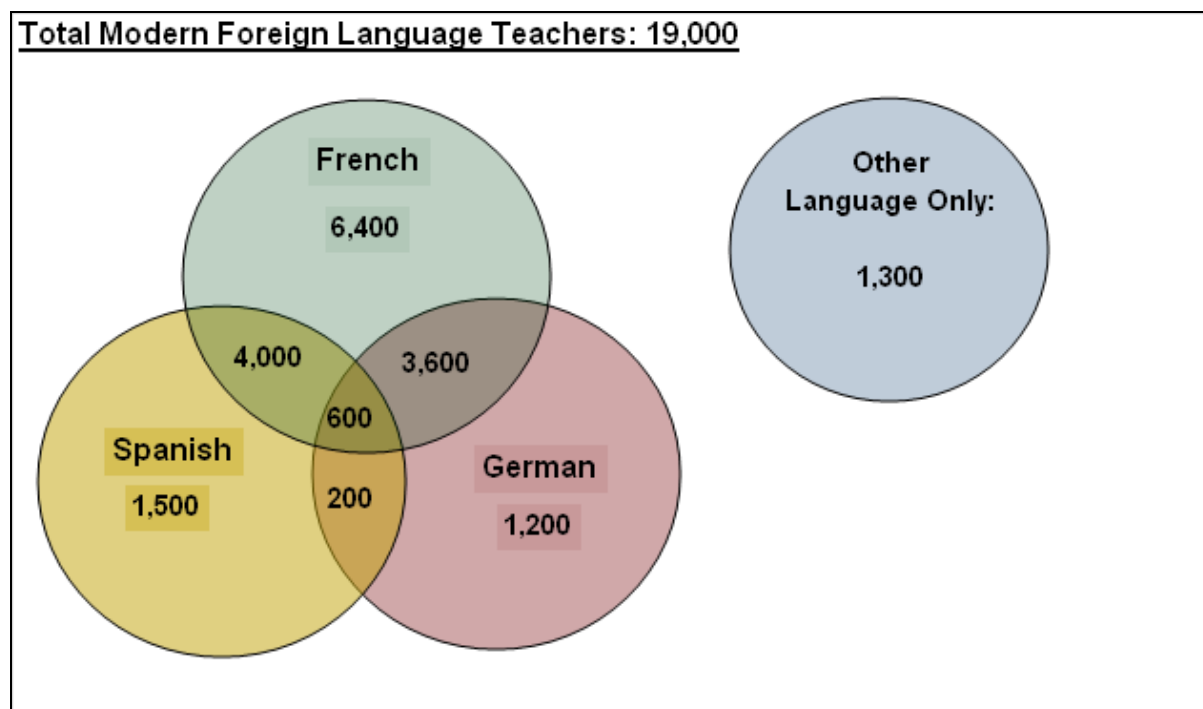 Total Modern Foreign Language Teachers: 19,000
French
6,400
Other
Language Only:
1,300
4,000
3,600
600
Spanish
1,500
200
German
1,200